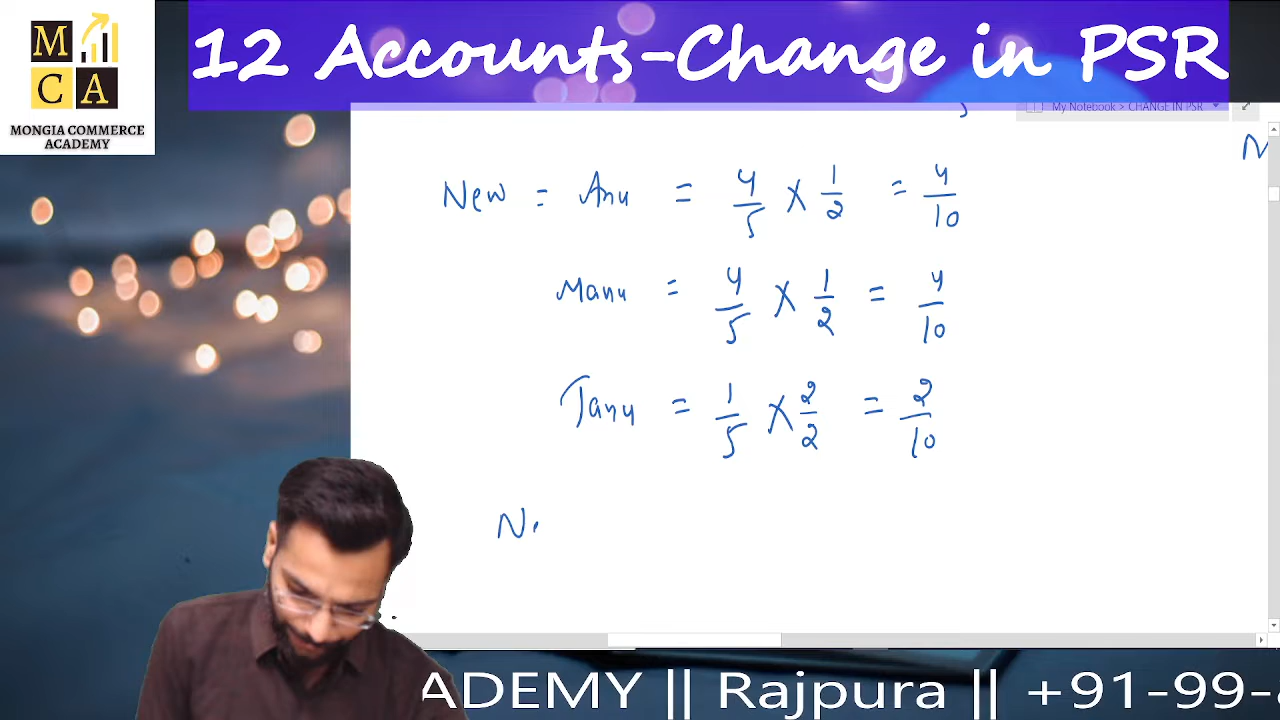 12 Accounts-Change in PSR
M
C A
MONGIA COMMERCE
ACADEMY
My Notebook > CHANGE IN PSR
N
New = Anu = 4/5 X 1/2 = 4/10
Manu = 4/5 X 1/2 = 4/10
Tanu = 1/5 X 2/2 = 2/10
Ne
ADEMY || Rajpura || +91-99-